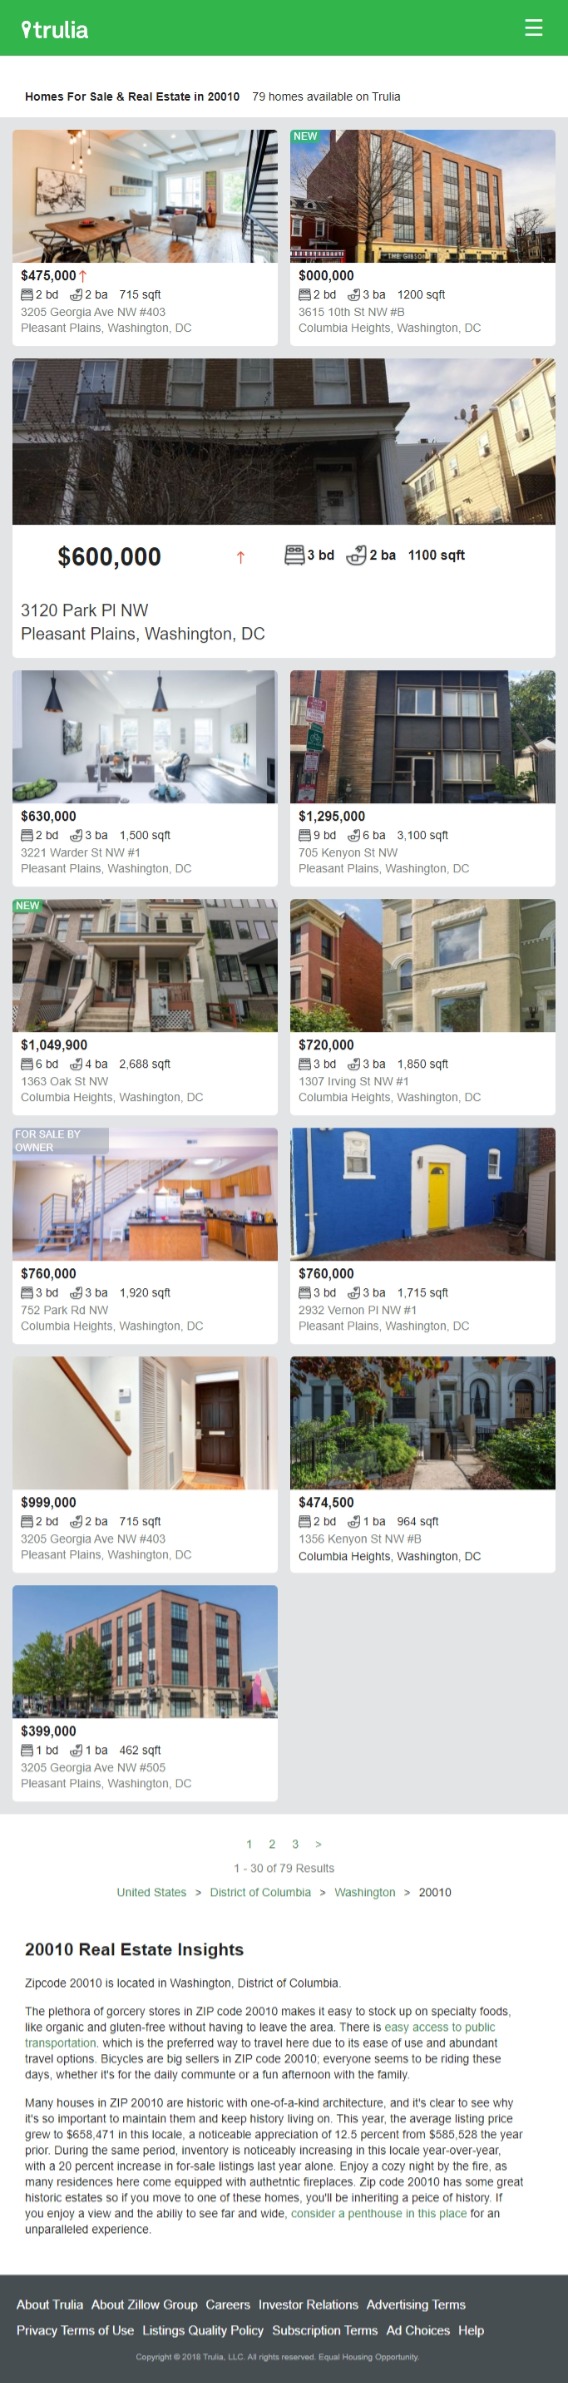 trulia
Homes For Sale & Real Estate in 20010 79 homes available on Trulia
$475,000↑
2 bd 2 ba 715 sqft
3205 Georgia Ave NW #403
Pleasant Plains, Washington, DC
NEW
THE GIBSON
$000,000
2 bd 3 ba 1200 sqft
3615 10th St NW #B
Columbia Heights, Washington, DC
$600,000 ↑ 3 bd 2 ba 1100 sqft
3120 Park Pl NW
Pleasant Plains, Washington, DC
$630,000
2 bd 3 ba 1,500 sqft
3221 Warder St NW #1
Pleasant Plains, Washington, DC
$1,295,000
9 bd 6 ba 3,100 sqft
705 Kenyon St NW
Pleasant Plains, Washington, DC
NEW
$1,049,900
6 bd 4 ba 2,688 sqft
1363 Oak St NW
Columbia Heights, Washington, DC
$720,000
3 bd 3 ba 1,850 sqft
1307 Irving St NW #1
Columbia Heights, Washington, DC
FOR SALE BY
OWNER
$760,000
3 bd 3 ba 1,920 sqft
752 Park Rd NW
Columbia Heights, Washington, DC
$760,000
3 bd 3 ba 1,715 sqft
2932 Vernon Pl NW #1
Pleasant Plains, Washington, DC
$999,000
2 bd 2 ba 715 sqft
3205 Georgia Ave NW #403
Pleasant Plains, Washington, DC
$474,500
2 bd 1 ba 964 sqft
1356 Kenyon St NW #B
Columbia Heights, Washington, DC
$399,000
1 bd 1 ba 462 sqft
3205 Georgia Ave NW #505
Pleasant Plains, Washington, DC
1 2 3 >
1 - 30 of 79 Results
United States > District of Columbia > Washington > 20010
20010 Real Estate Insights
Zipcode 20010 is located in Washington, District of Columbia.
The plethora of gorcery stores in ZIP code 20010 makes it easy to stock up on specialty foods,
like organic and gluten-free without having to leave the area. There is easy access to public
transportation. which is the preferred way to travel here due to its ease of use and abundant
travel options. Bicycles are big sellers in ZIP code 20010; everyone seems to be riding these
days, whether it's for the daily communte or a fun afternoon with the family.
Many houses in ZIP 20010 are historic with one-of-a-kind architecture, and it's clear to see why
it's so important to maintain them and keep history living on. This year, the average listing price
grew to $658,471 in this locale, a noticeable appreciation of 12.5 percent from $585,528 the year
prior. During the same period, inventory is noticeably increasing in this locale year-over-year,
with a 20 percent increase in for-sale listings last year alone. Enjoy a cozy night by the fire, as
many residences here come equipped with authetntic fireplaces. Zip code 20010 has some great
historic estates so if you move to one of these homes, you'll be inheriting a peice of history. If
you enjoy a view and the abiliy to see far and wide, consider a penthouse in this place for an
unparalleled experience.
About Trulia About Zillow Group Careers Investor Relations Advertising Terms
Privacy Terms of Use Listings Quality Policy Subscription Terms Ad Choices Help
Copyright © 2018 Trulia, LLC. All rights reserved. Equal Housing Opportunity.